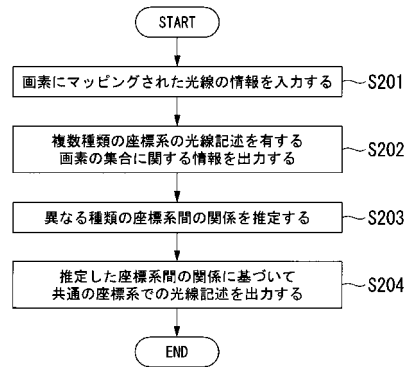 START
画素にマッピングされた光線の情報を入力する
S201
複数種類の座標系の光線記述を有する
画素の集合に関する情報を出力する
S202
異なる種類の座標系間の関係を推定する
S203
推定した座標系間の関係に基づいて
共通の座標系での光線記述を出力する
S204
END